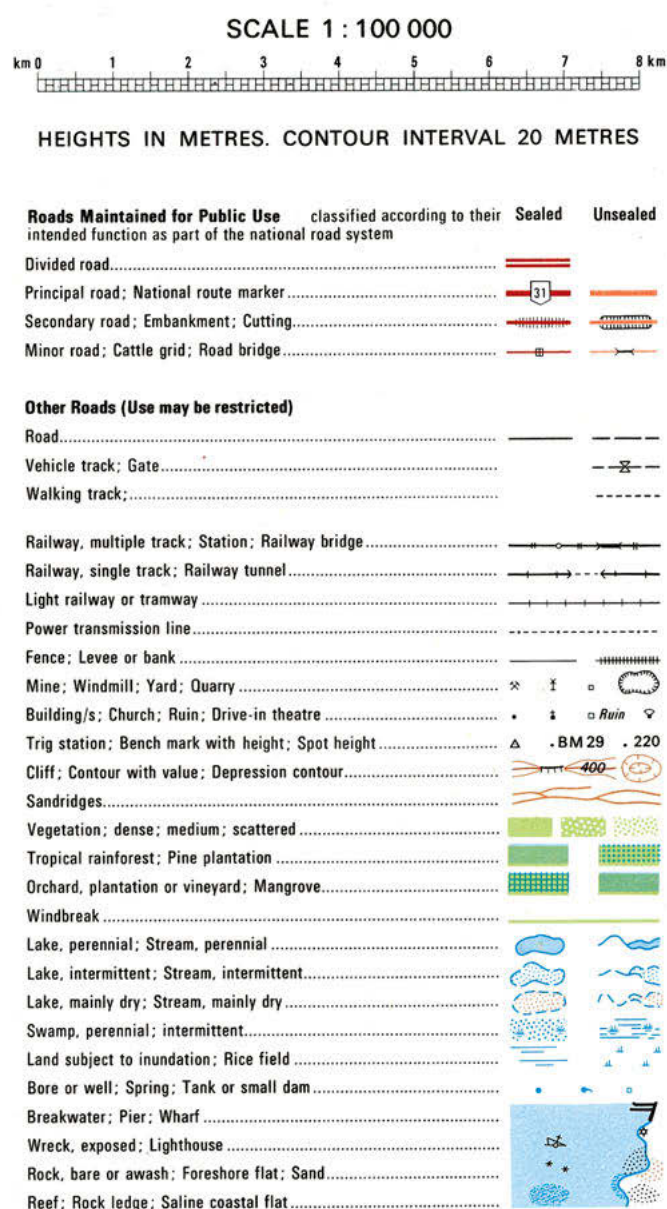 SCALE 1 : 100 000
km 0 1 2 3 4 5 6 7 8 km
HEIGHTS IN METRES. CONTOUR INTERVAL 20 METRES
Roads Maintained for Public Use classified according to their Sealed Unsealed
intended function as part of the national road system
Divided road
Principal road; National route marker 31
Secondary road; Embankment; Cutting
Minor road; Cattle grid; Road bridge
Other Roads (Use may be restricted)
Road
Vehicle track; Gate
Walking track;
Railway, multiple track; Station; Railway bridge
Railway, single track; Railway tunnel
Light railway or tramway
Power transmission line
Fence; Levee or bank
Mine; Windmill; Yard; Quarry
Building/s; Church; Ruin; Drive-in theatre Ruin
Trig station; Bench mark with height; Spot height .BM 29 . 220
Cliff; Contour with value; Depression contour 400
Sandridges
Vegetation; dense; medium; scattered
Tropical rainforest; Pine plantation
Orchard, plantation or vineyard; Mangrove
Windbreak
Lake, perennial; Stream, perennial
Lake, intermittent; Stream, intermittent
Lake, mainly dry; Stream, mainly dry
Swamp, perennial; intermittent
Land subject to inundation; Rice field
Bore or well; Spring; Tank or small dam
Breakwater; Pier; Wharf
Wreck, exposed; Lighthouse
Rock, bare or awash; Foreshore flat; Sand
Reef; Rock ledge; Saline coastal flat